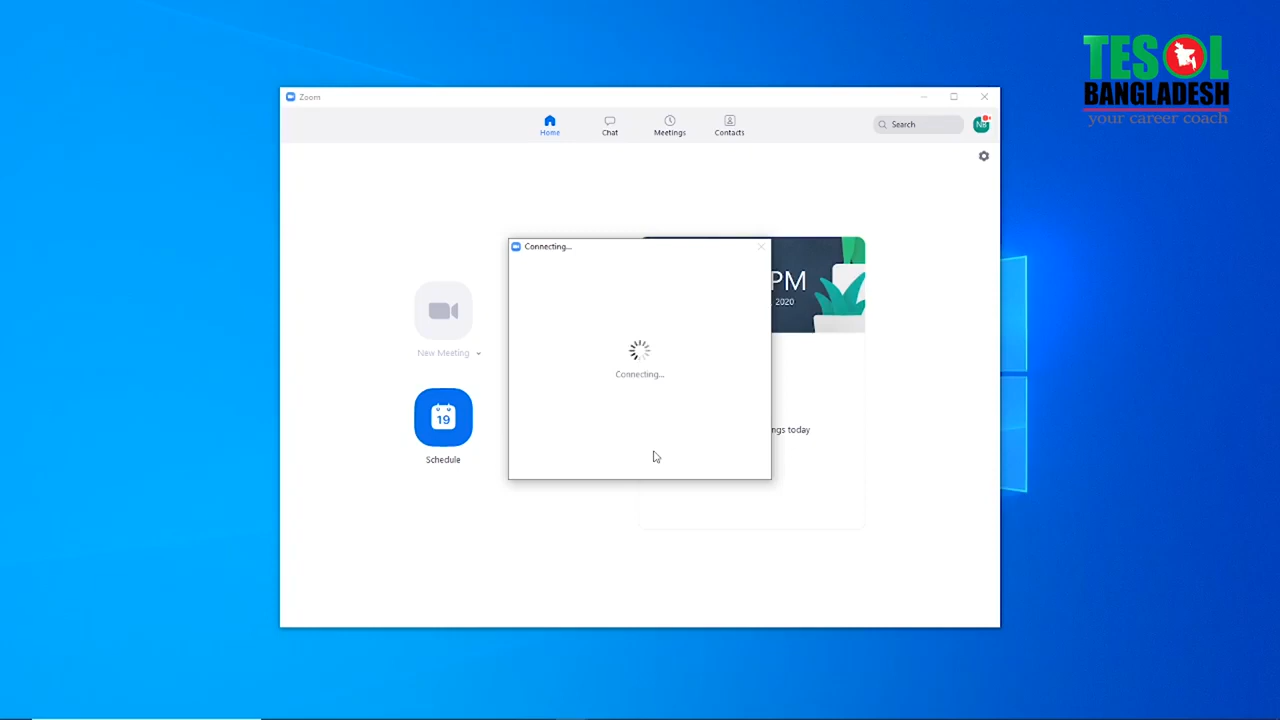 TESOL
BANGLADESH
your career coach
Zoom
Home
Chat
Meetings
Contacts
Search
NB
Connecting...
PM
2020
New Meeting
Connecting...
19
ngs today
Schedule